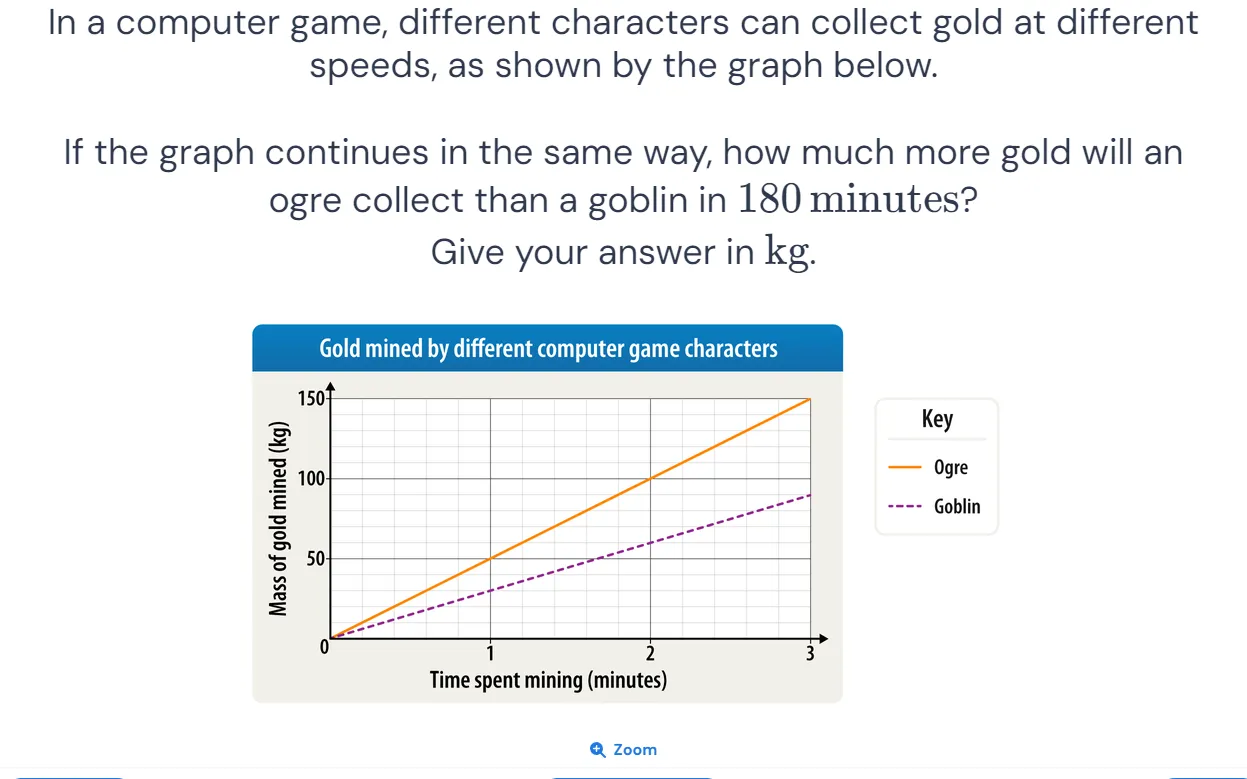 In a computer game, different characters can collect gold at different
speeds, as shown by the graph below.
If the graph continues in the same way, how much more gold will an
ogre collect than a goblin in 180 minutes?
Give your answer in kg.
Gold mined by different computer game characters
Mass of gold mined (kg)
150
100
50
0
1
2
3
Time spent mining (minutes)
Key
Ogre
Goblin
Zoom